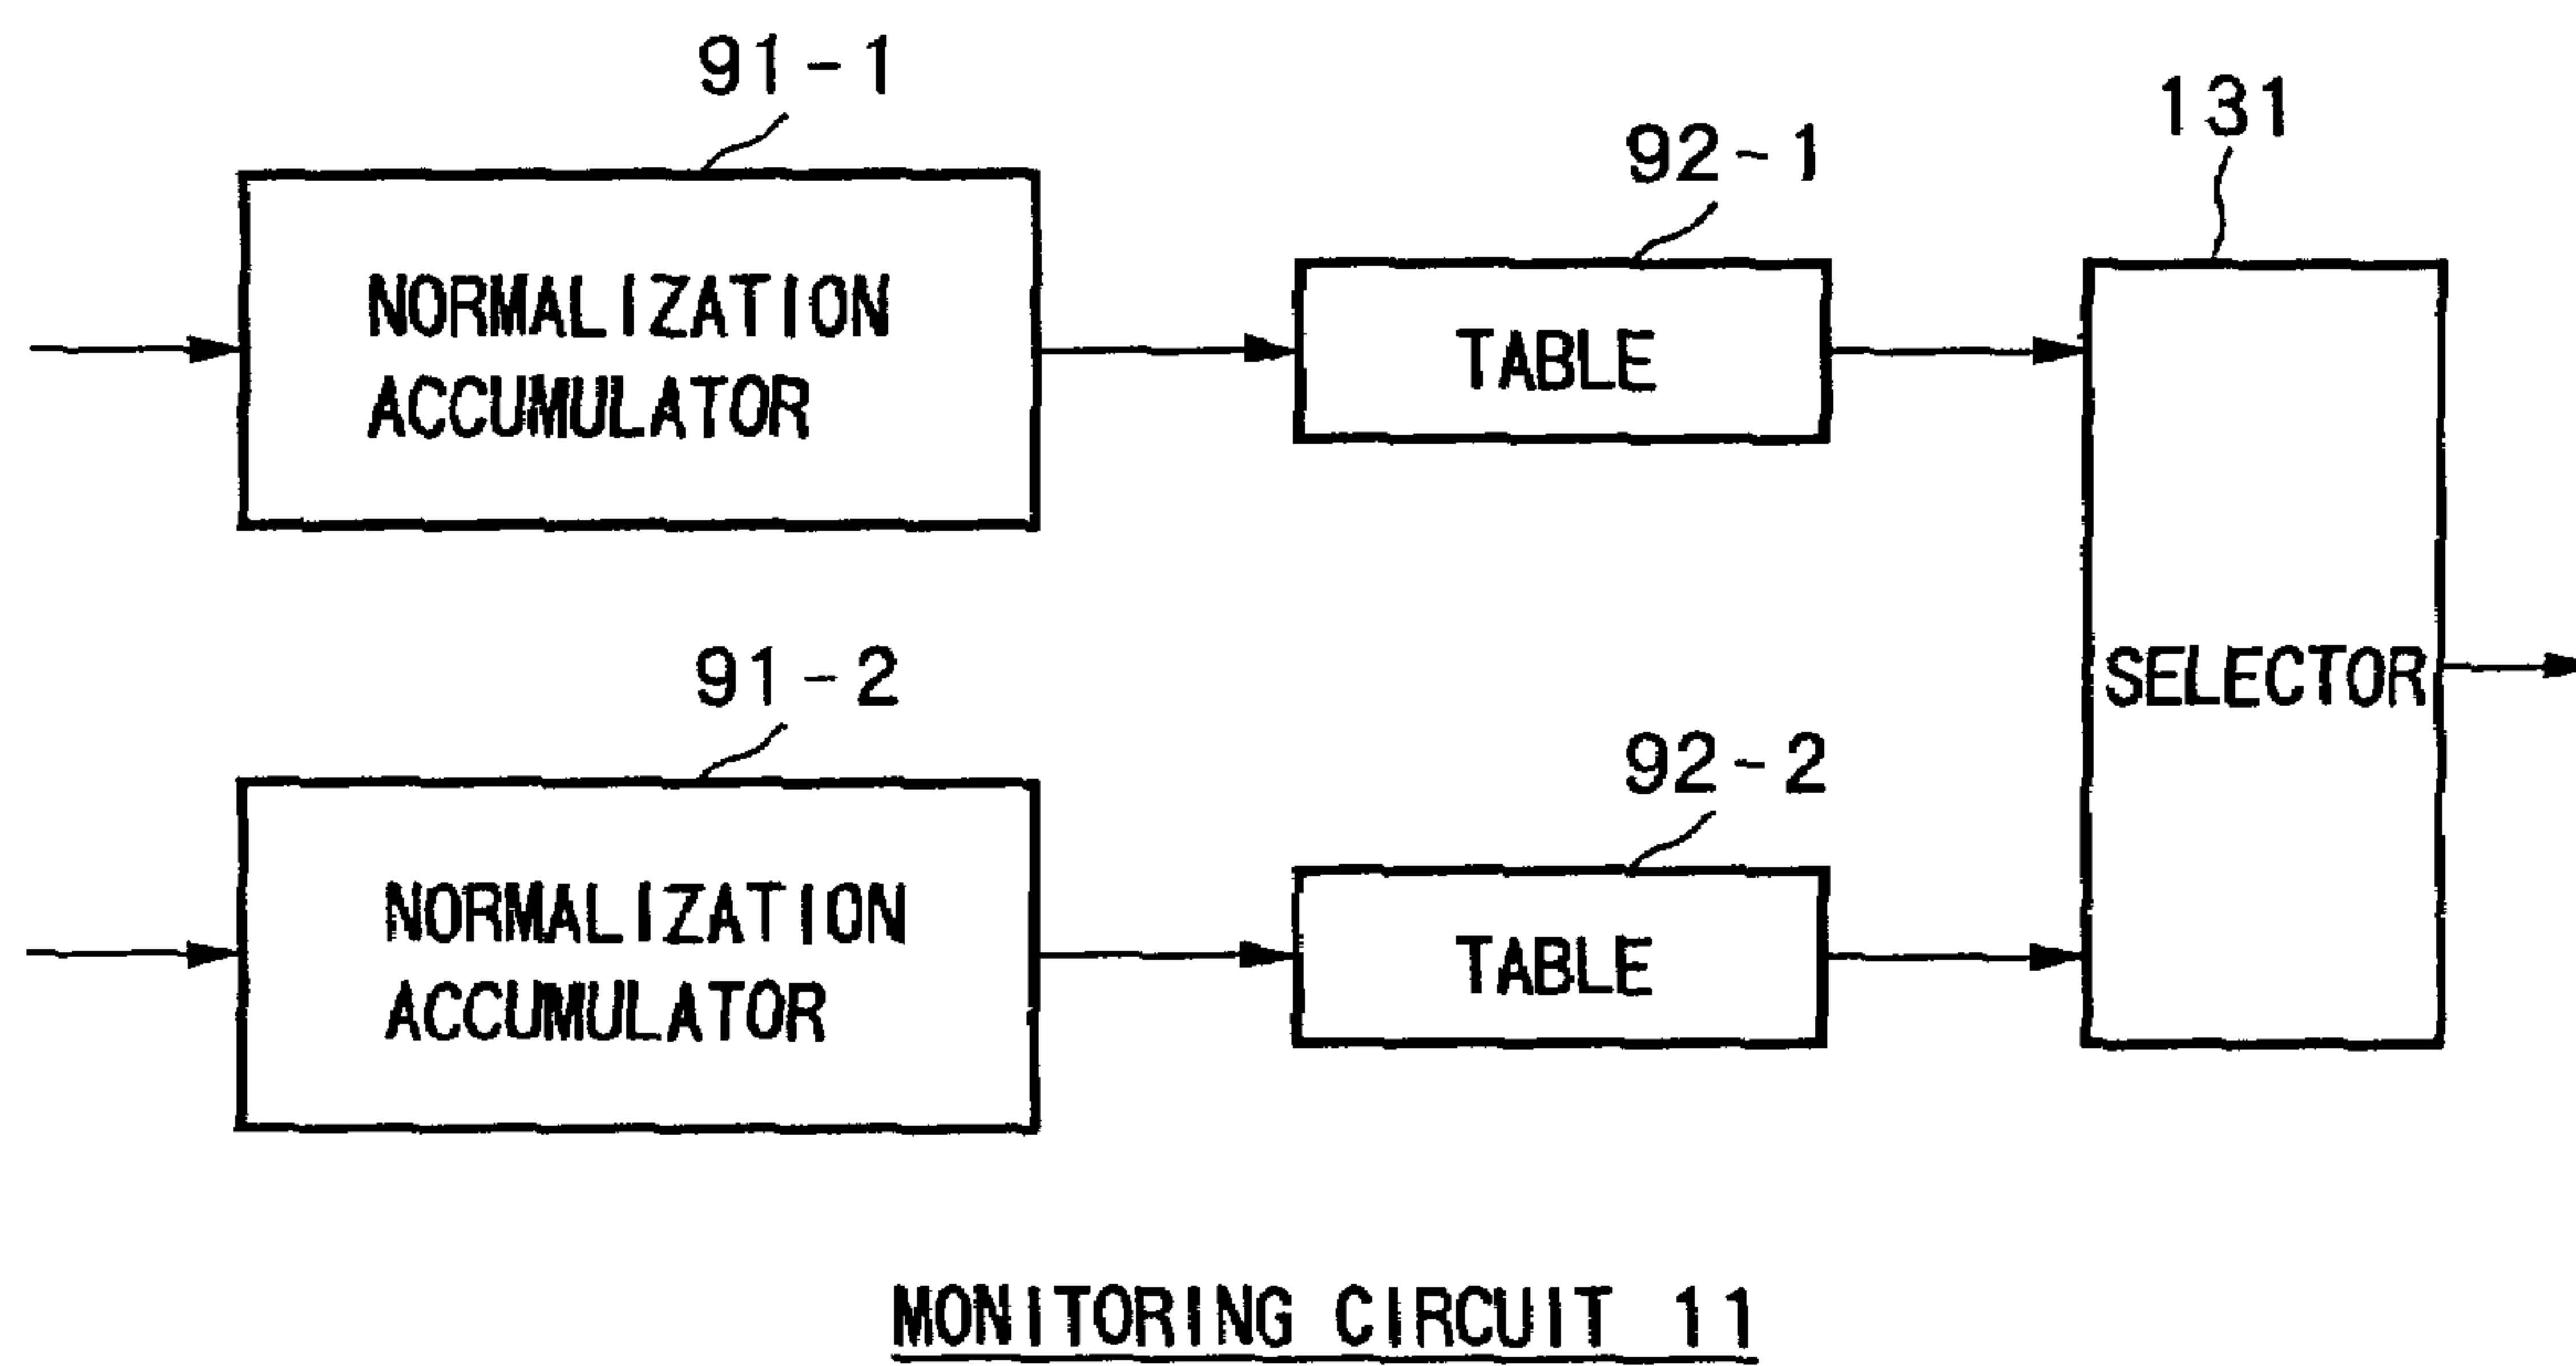 91-1
NORMALIZATION
ACCUMULATOR
92-1
TABLE
131
SELECTOR
91-2
NORMALIZATION
ACCUMULATOR
92-2
TABLE
MONITORING CIRCUIT 11